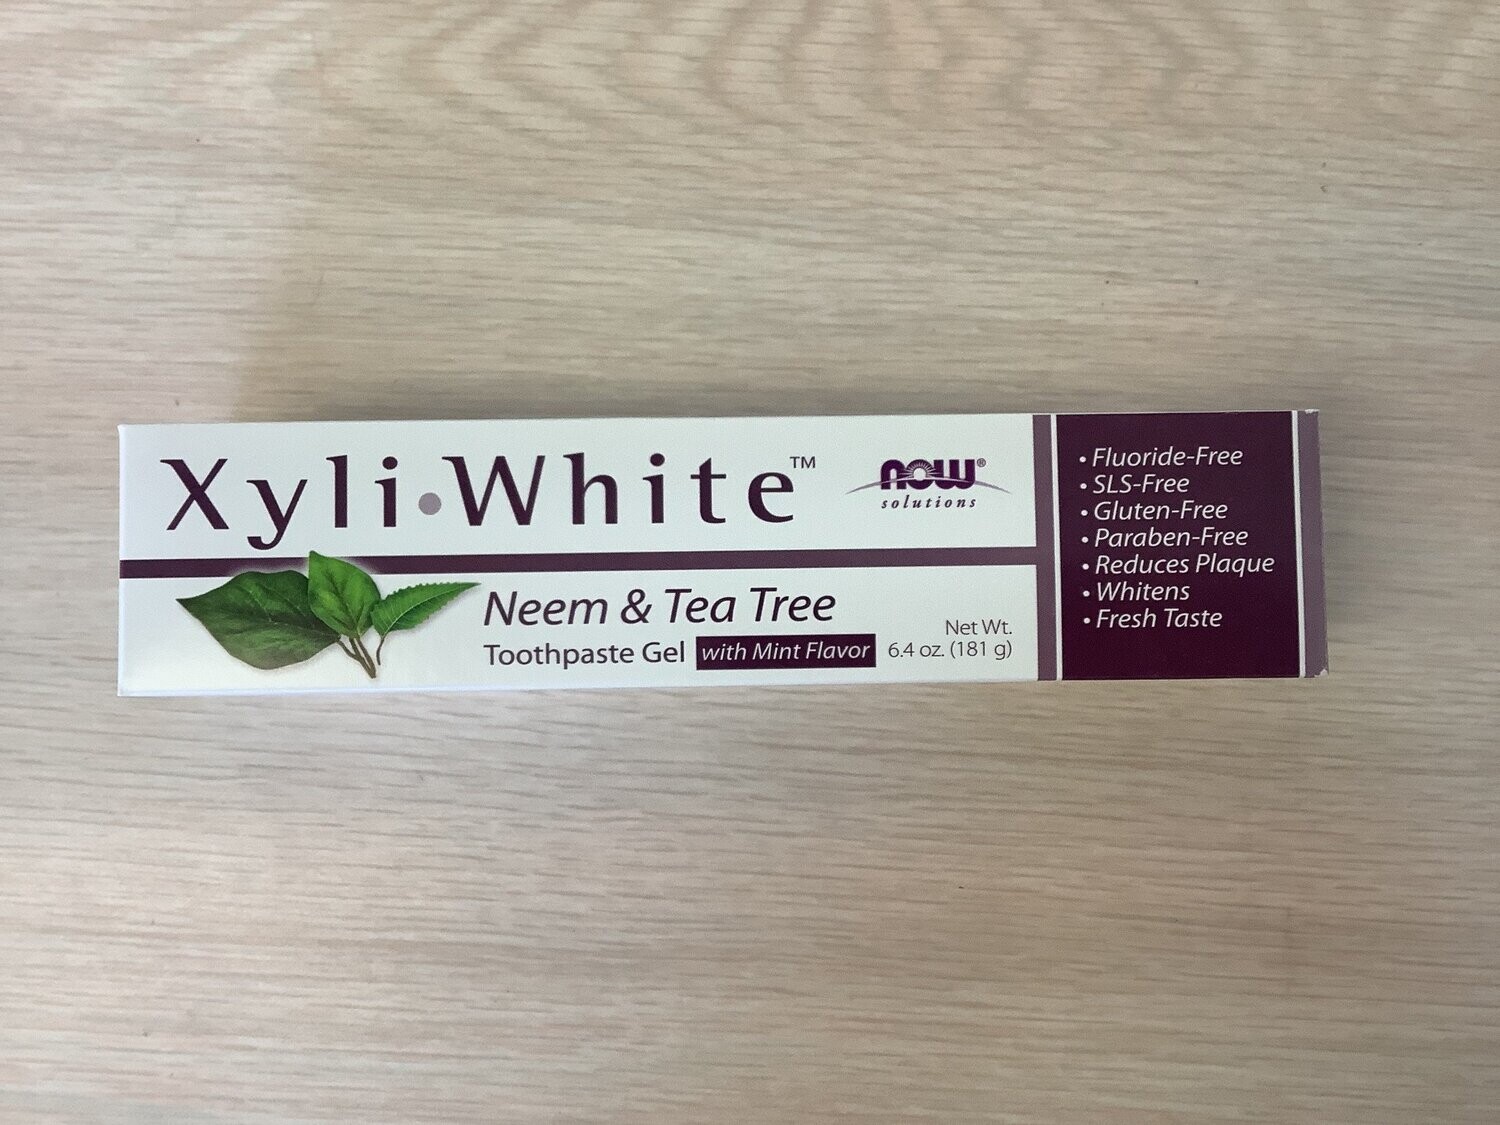 Xyli·White™
NOW®
solutions
Neem & Tea Tree
Toothpaste Gel with Mint Flavor
Net Wt.
6.4 oz. (181 g)
• Fluoride-Free
• SLS-Free
• Gluten-Free
• Paraben-Free
• Reduces Plaque
• Whitens
• Fresh Taste